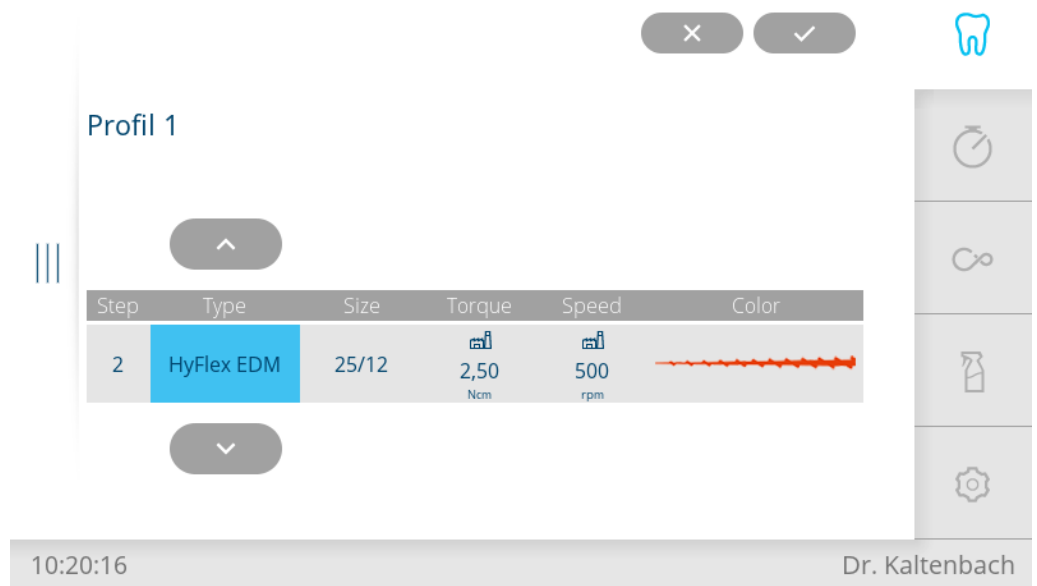 Profil 1
Step Type Size Torque Speed Color
2 HyFlex EDM 25/12 2,50 Ncm 500 rpm
10:20:16 Dr. Kaltenbach